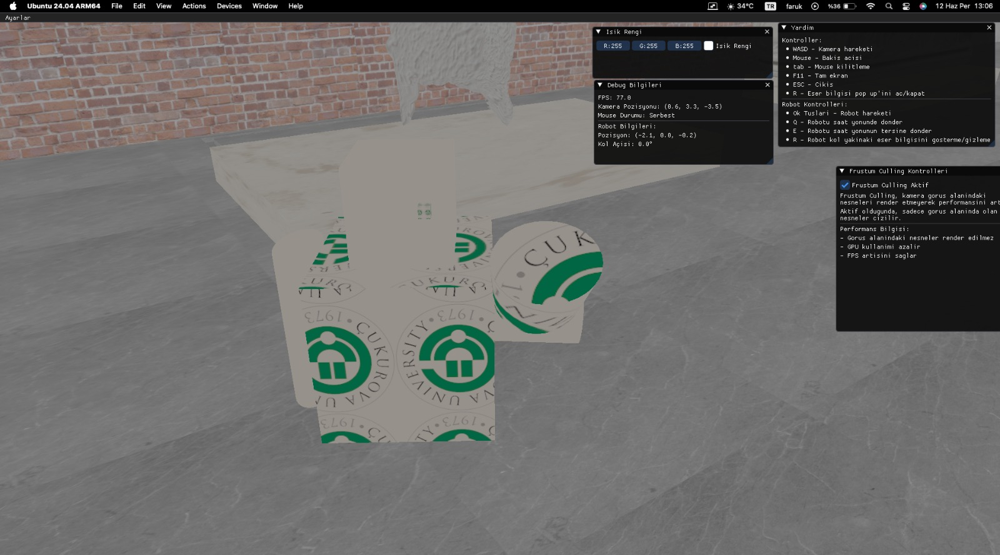 Ubuntu 24.04 ARM64 File Edit View Actions Devices Window Help 34°C TR faruk %36 12 Haz Per 13:06
Ayarlar
Isik Rengi
R:255 G:255 B:255 Isik Rengi
Debug Bilgileri
FPS: 77.0
Kamera Pozisyonu: (0.6, 3.3, -3.5)
Mouse Durumu: Serbest
Robot Bilgileri:
Pozisyon: (-2.1, 0.0, -0.2)
Kol Açisi: 0.0°
Yardim
Kontroller:
• WASD - Kamera hareketi
• Mouse - Bakis acisi
• tab - Mouse kilitleme
• F11 - Tam ekran
• ESC - Cikis
• R - Eser bilgisi pop up'ini ac/kapat
Robot Kontrolleri:
• Ok Tuslari - Robot hareketi
• Q - Robotu saat yonunde donder
• E - Robotu saat yonunun tersine donder
• R - Robot kol yakinaki eser bilgisini gosterme/gizleme
Frustum Culling Kontrolleri
Frustum Culling Aktif
Frustum Culling, kamera gorus alanindaki
nesneleri render etmeyerek performansini art
Aktif oldugunda, sadece gorus alaninda olan
nesneler cizilir.
Performans Bilgisi:
- Gorus alanindaki nesneler render edilmez
- GPU kullanimi azalir
- FPS artisini saglar
ÇUK
1973
ÇUKUROVA U
1973
UNIVERSITY
VA
1973
1973